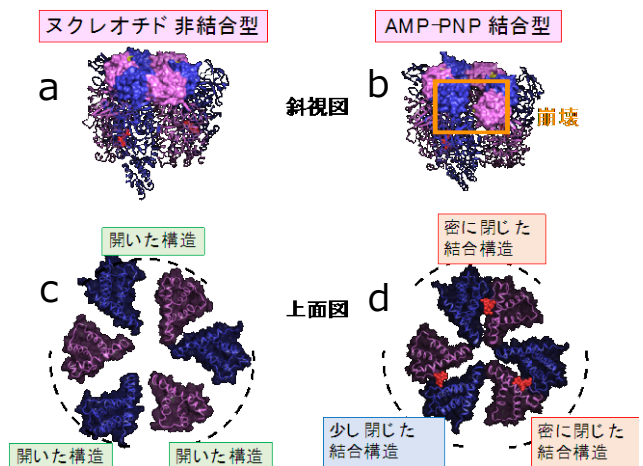 ヌクレオチド非結合型
AMP-PNP 結合型
a
b
斜視図
崩壊
開いた構造
密に閉じた
結合構造
c
d
上面図
開いた構造
開いた構造
少し閉じた
結合構造
密に閉じた
結合構造